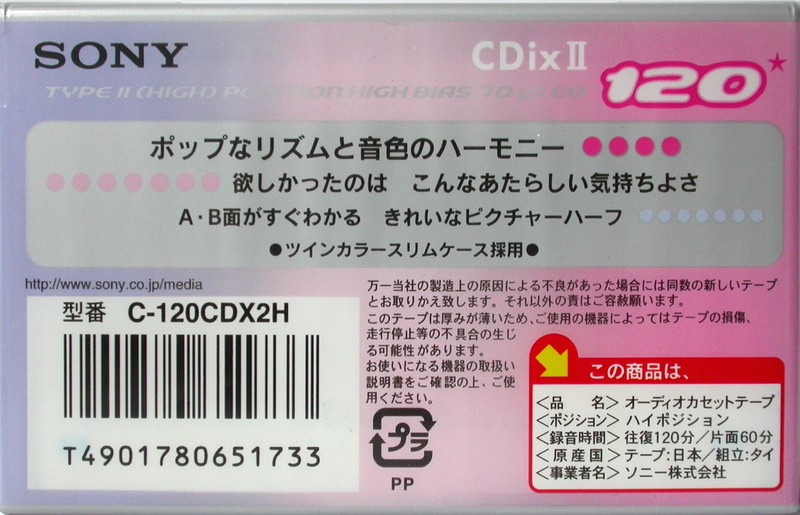 SONY
CDix II 120
TYPE II (HIGH) POSITION HIGH BIAS 70 μs EQ
ポップなリズムと音色のハーモニー ●●●●
●●●●●●● 欲しかったのは こんなあたらしい気持ちよさ
A・B面がすぐわかる きれいなピクチャーハーフ ●●●●●●●
●ツインカラースリムケース採用●
http://www.sony.co.jp/media
型番 C-120CDX2H
T4901780651733
万一当社の製造上の原因による不良があった場合には同数の新しいテープ
とお取りかえ致します。それ以外の責はご容赦願います。
このテープは厚みが薄いため、ご使用の機器によってはテープの損傷、
走行停止等の不具合の生じ
る可能性があります。
お使いになる機器の取扱い
説明書をご確認の上、ご使
用ください。
プラ
PP
この商品は、
<品名> オーディオカセットテープ
<ポジション> ハイポジション
<録音時間> 往復120分/片面60分
<原産国> テープ:日本/組立:タイ
<事業者名> ソニー株式会社